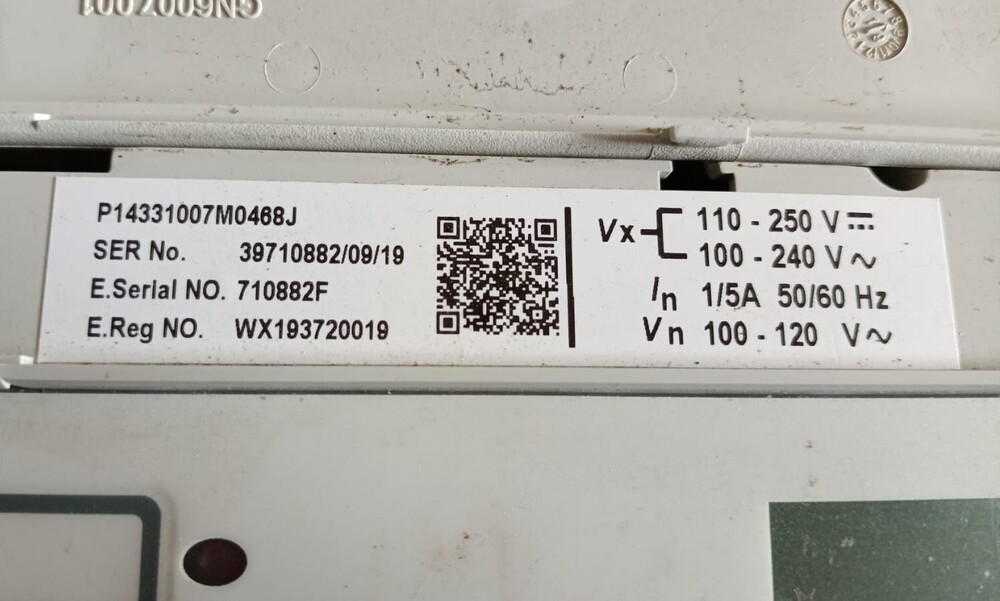 GN6007001
P14331007M0468J
SER No. 39710882/09/19
E.Serial NO. 710882F
E.Reg NO. WX193720019
Vx 110 - 250 V ⎓
100 - 240 V ∿
In 1/5A 50/60 Hz
Vn 100 - 120 V ∿